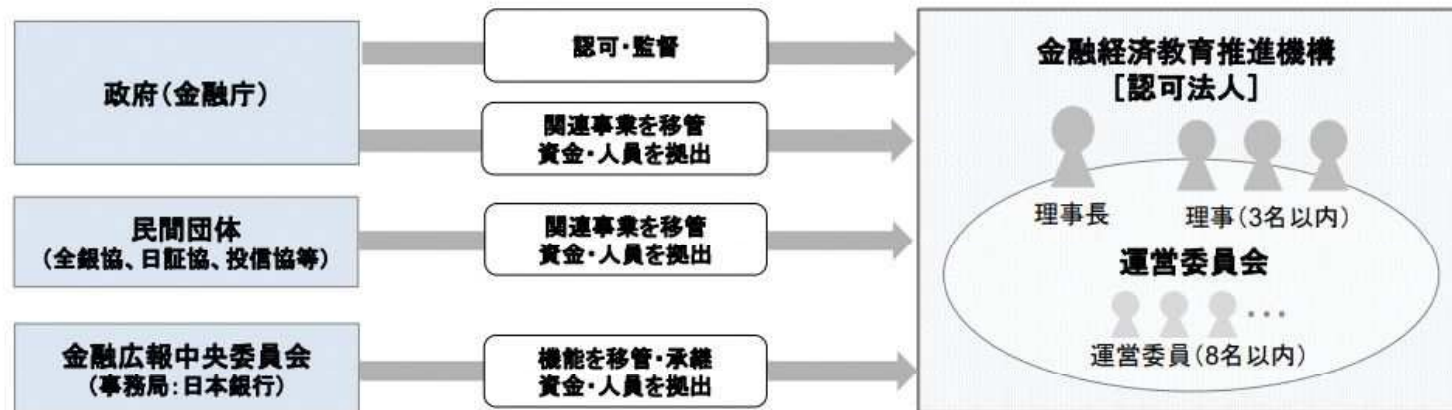 政府(金融庁)
認可・監督
関連事業を移管
資金・人員を拠出
民間団体
(全銀協、日証協、投信協等)
関連事業を移管
資金・人員を拠出
金融広報中央委員会
(事務局:日本銀行)
機能を移管・承継
資金・人員を拠出
金融経済教育推進機構
[認可法人]
理事長
理事(3名以内)
運営委員会
運営委員(8名以内)